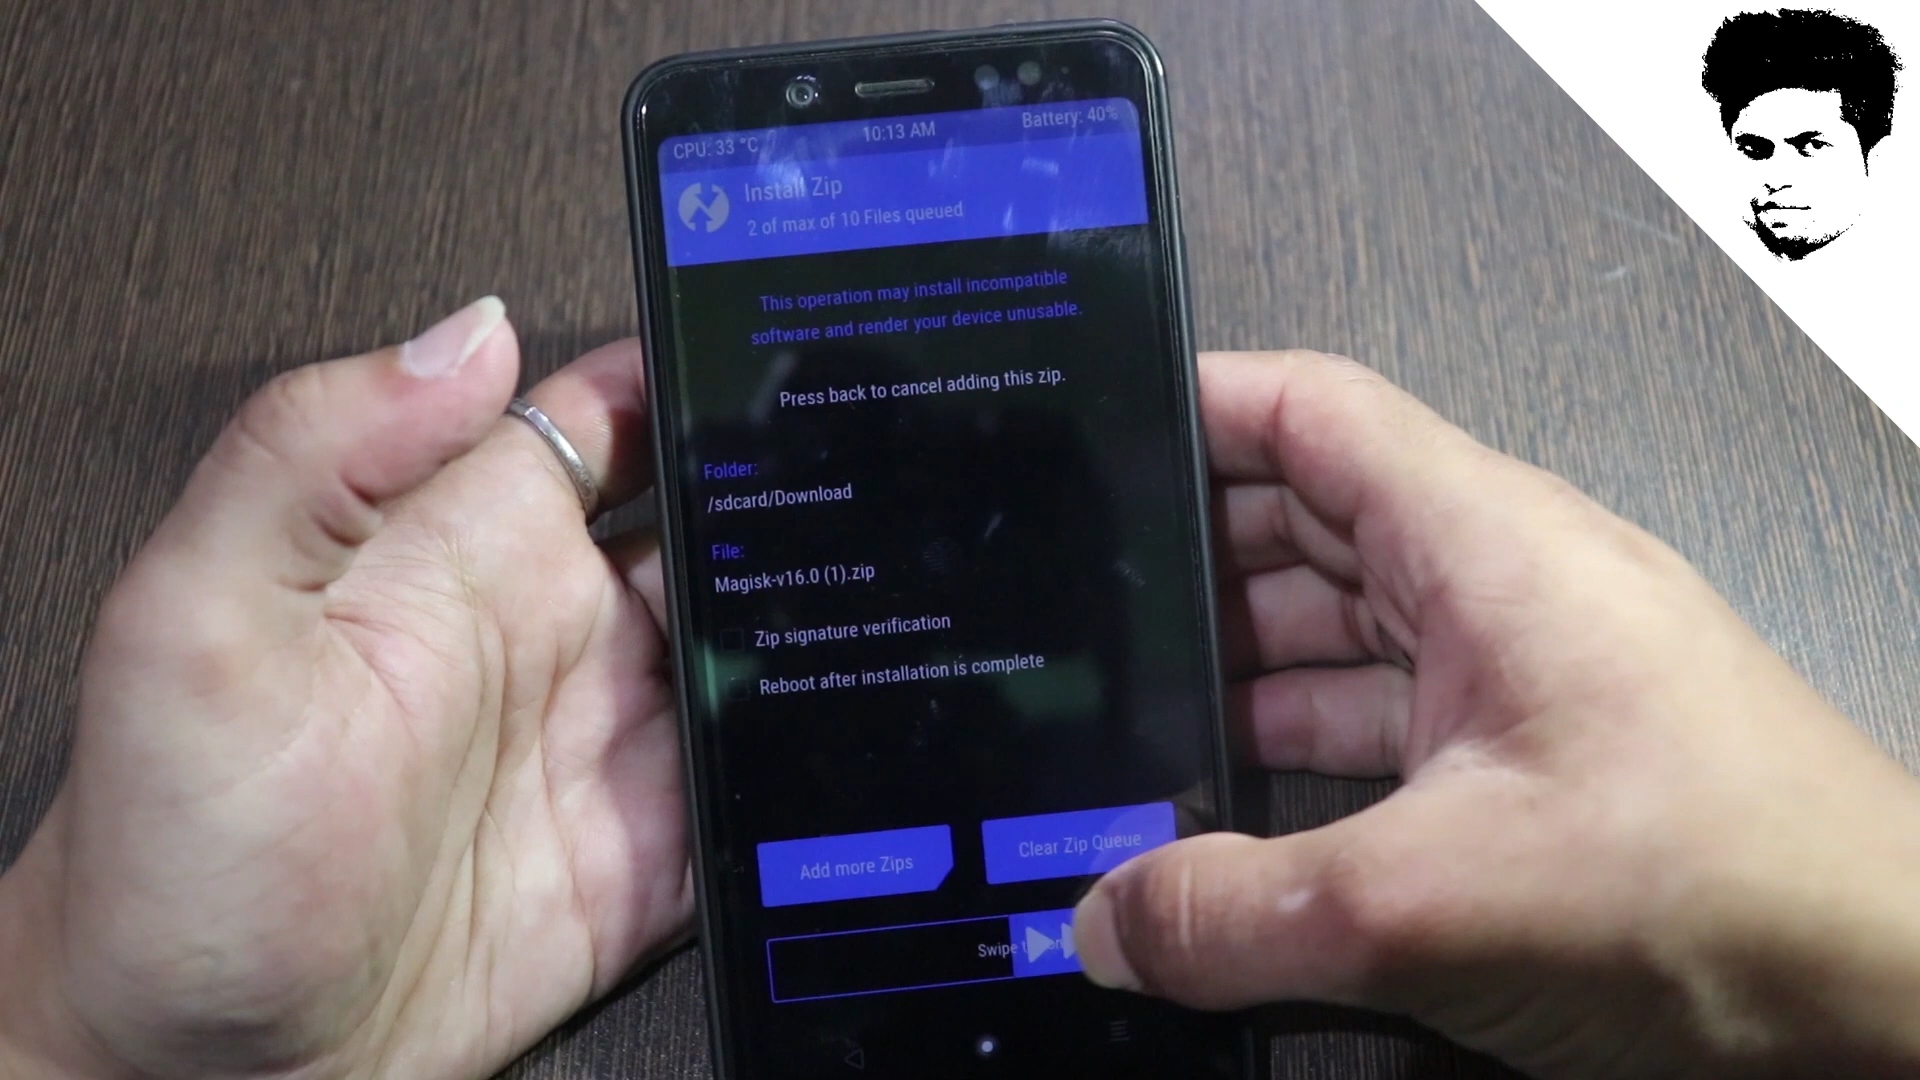 CPU: 33 °C 10:13 AM Battery: 40%
Install Zip
2 of max of 10 Files queued
This operation may install incompatible
software and render your device unusable.
Press back to cancel adding this zip.
Folder:
/sdcard/Download
File:
Magisk-v16.0 (1).zip
Zip signature verification
Reboot after installation is complete
Add more Zips Clear Zip Queue
Swipe